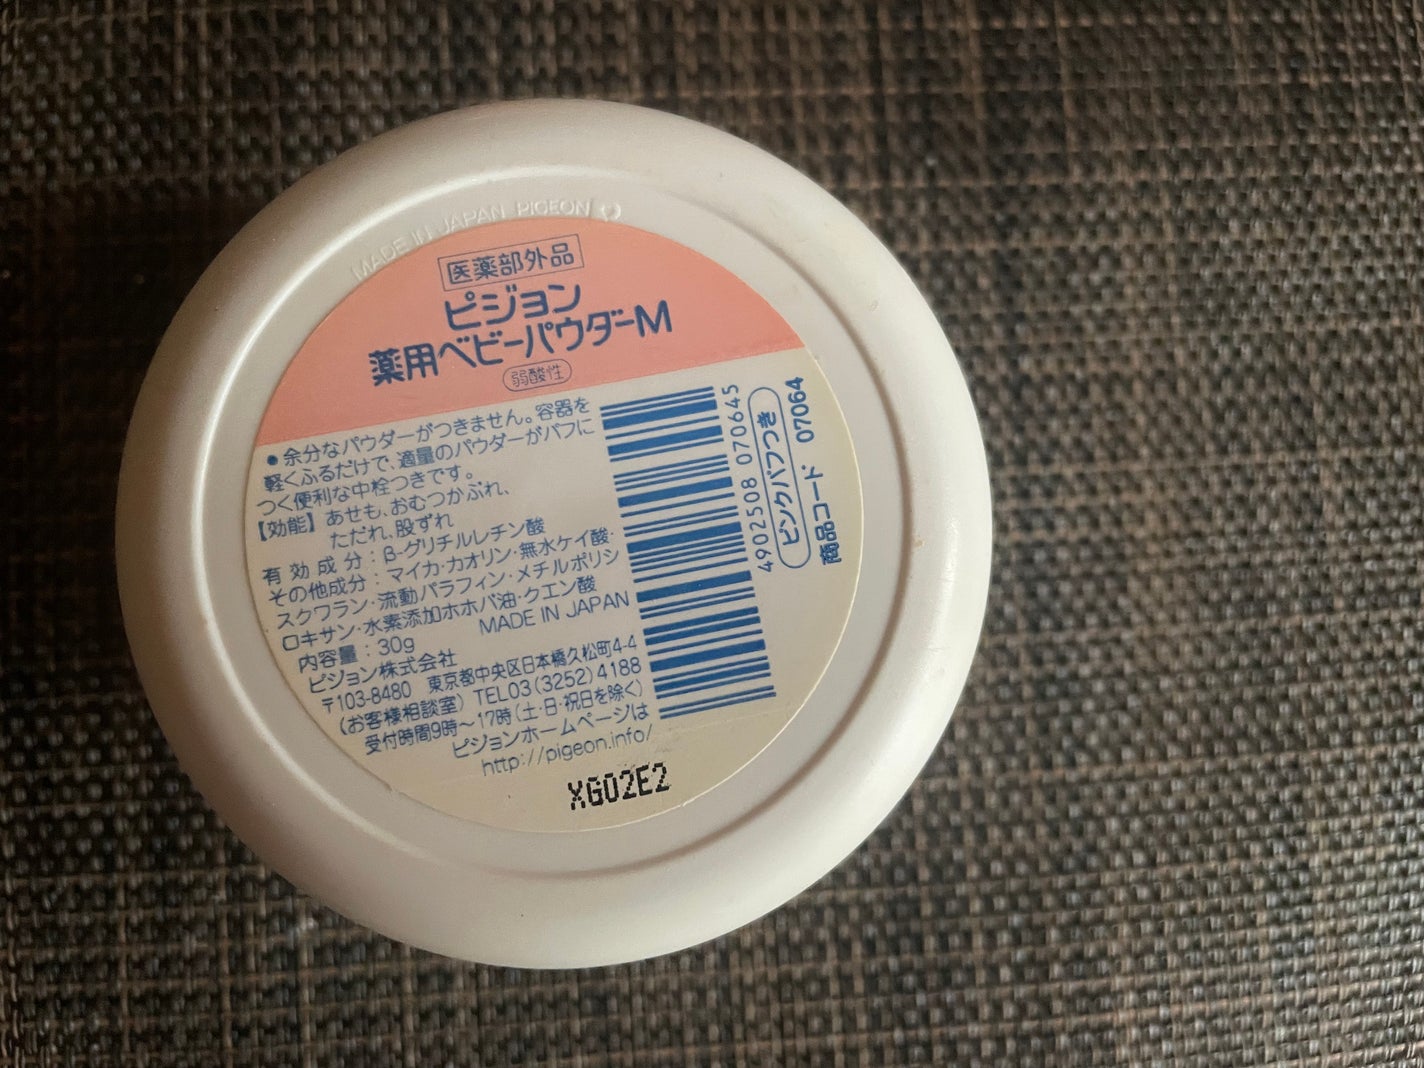 MADE IN JAPAN PIGEON
医薬部外品
ピジョン
薬用ベビーパウダーM
弱酸性
● 余分なパウダーがつきません。容器を
軽くふるだけで、適量のパウダーがパフに
つく便利な中栓つきです。
【効能】あせも、おむつかぶれ、
ただれ、股ずれ
有効成分：β-グリチルレチン酸
その他成分：マイカ・カオリン・無水ケイ酸・
スクワラン・流動パラフィン・メチルポリシ
ロキサン・水素添加ホホバ油・クエン酸
内容量：30g MADE IN JAPAN
ピジョン株式会社
〒103-8480 東京都中央区日本橋久松町4-4
(お客様相談室) TEL03(3252)4188
受付時間9時〜17時(土・日・祝日を除く)
ピジョンホームページは
http://pigeon.info/
4902508 070645
ピンクパフつき
商品コード 07064
XG02E2